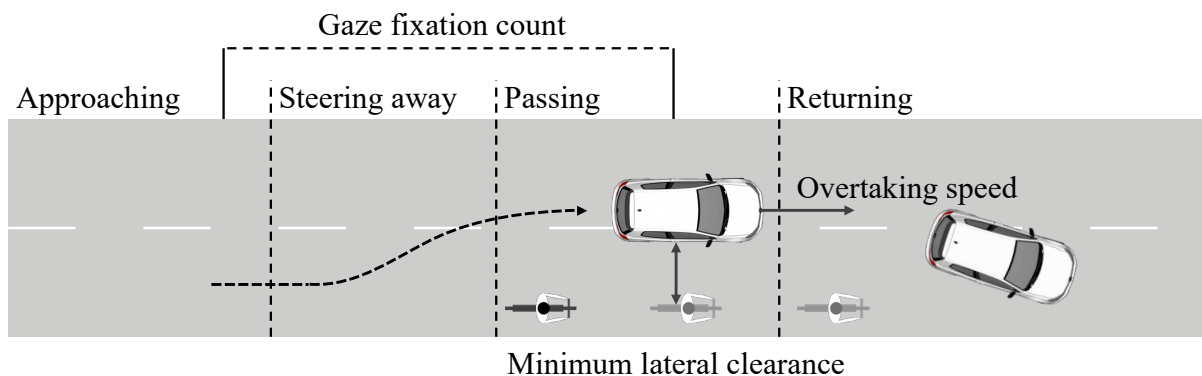 Gaze fixation count
Approaching
Steering away
Passing
Returning
Overtaking speed
Minimum lateral clearance